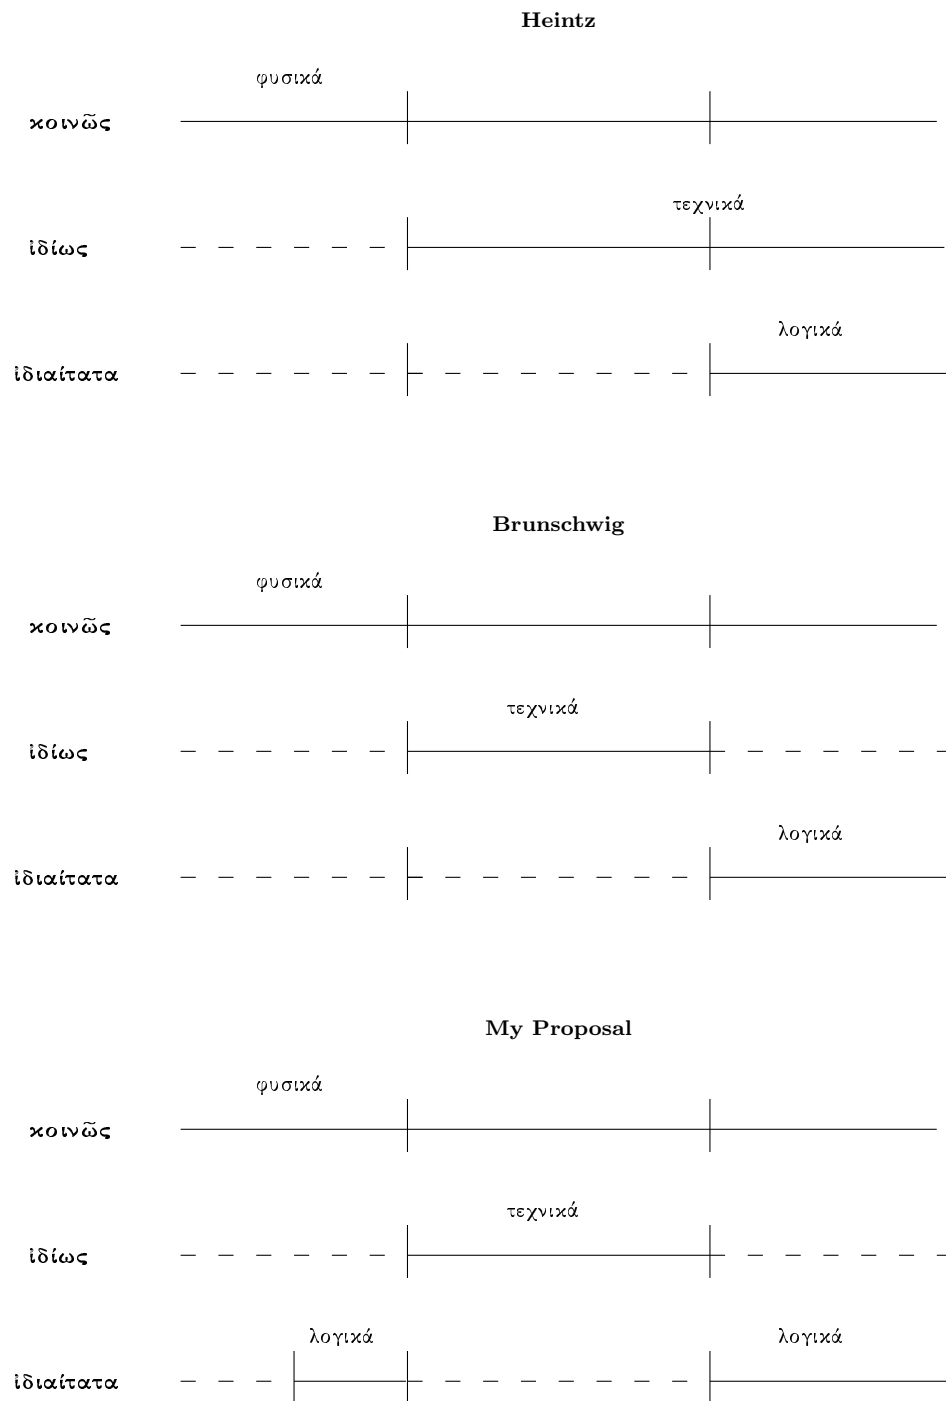 Heintz
φυσικά
κοινῶς
τεχνικά
ἰδίως
λογικά
ἰδιαίτατα
Brunschwig
φυσικά
κοινῶς
τεχνικά
ἰδίως
λογικά
ἰδιαίτατα
My Proposal
φυσικά
κοινῶς
τεχνικά
ἰδίως
λογικά λογικά
ἰδιαίτατα